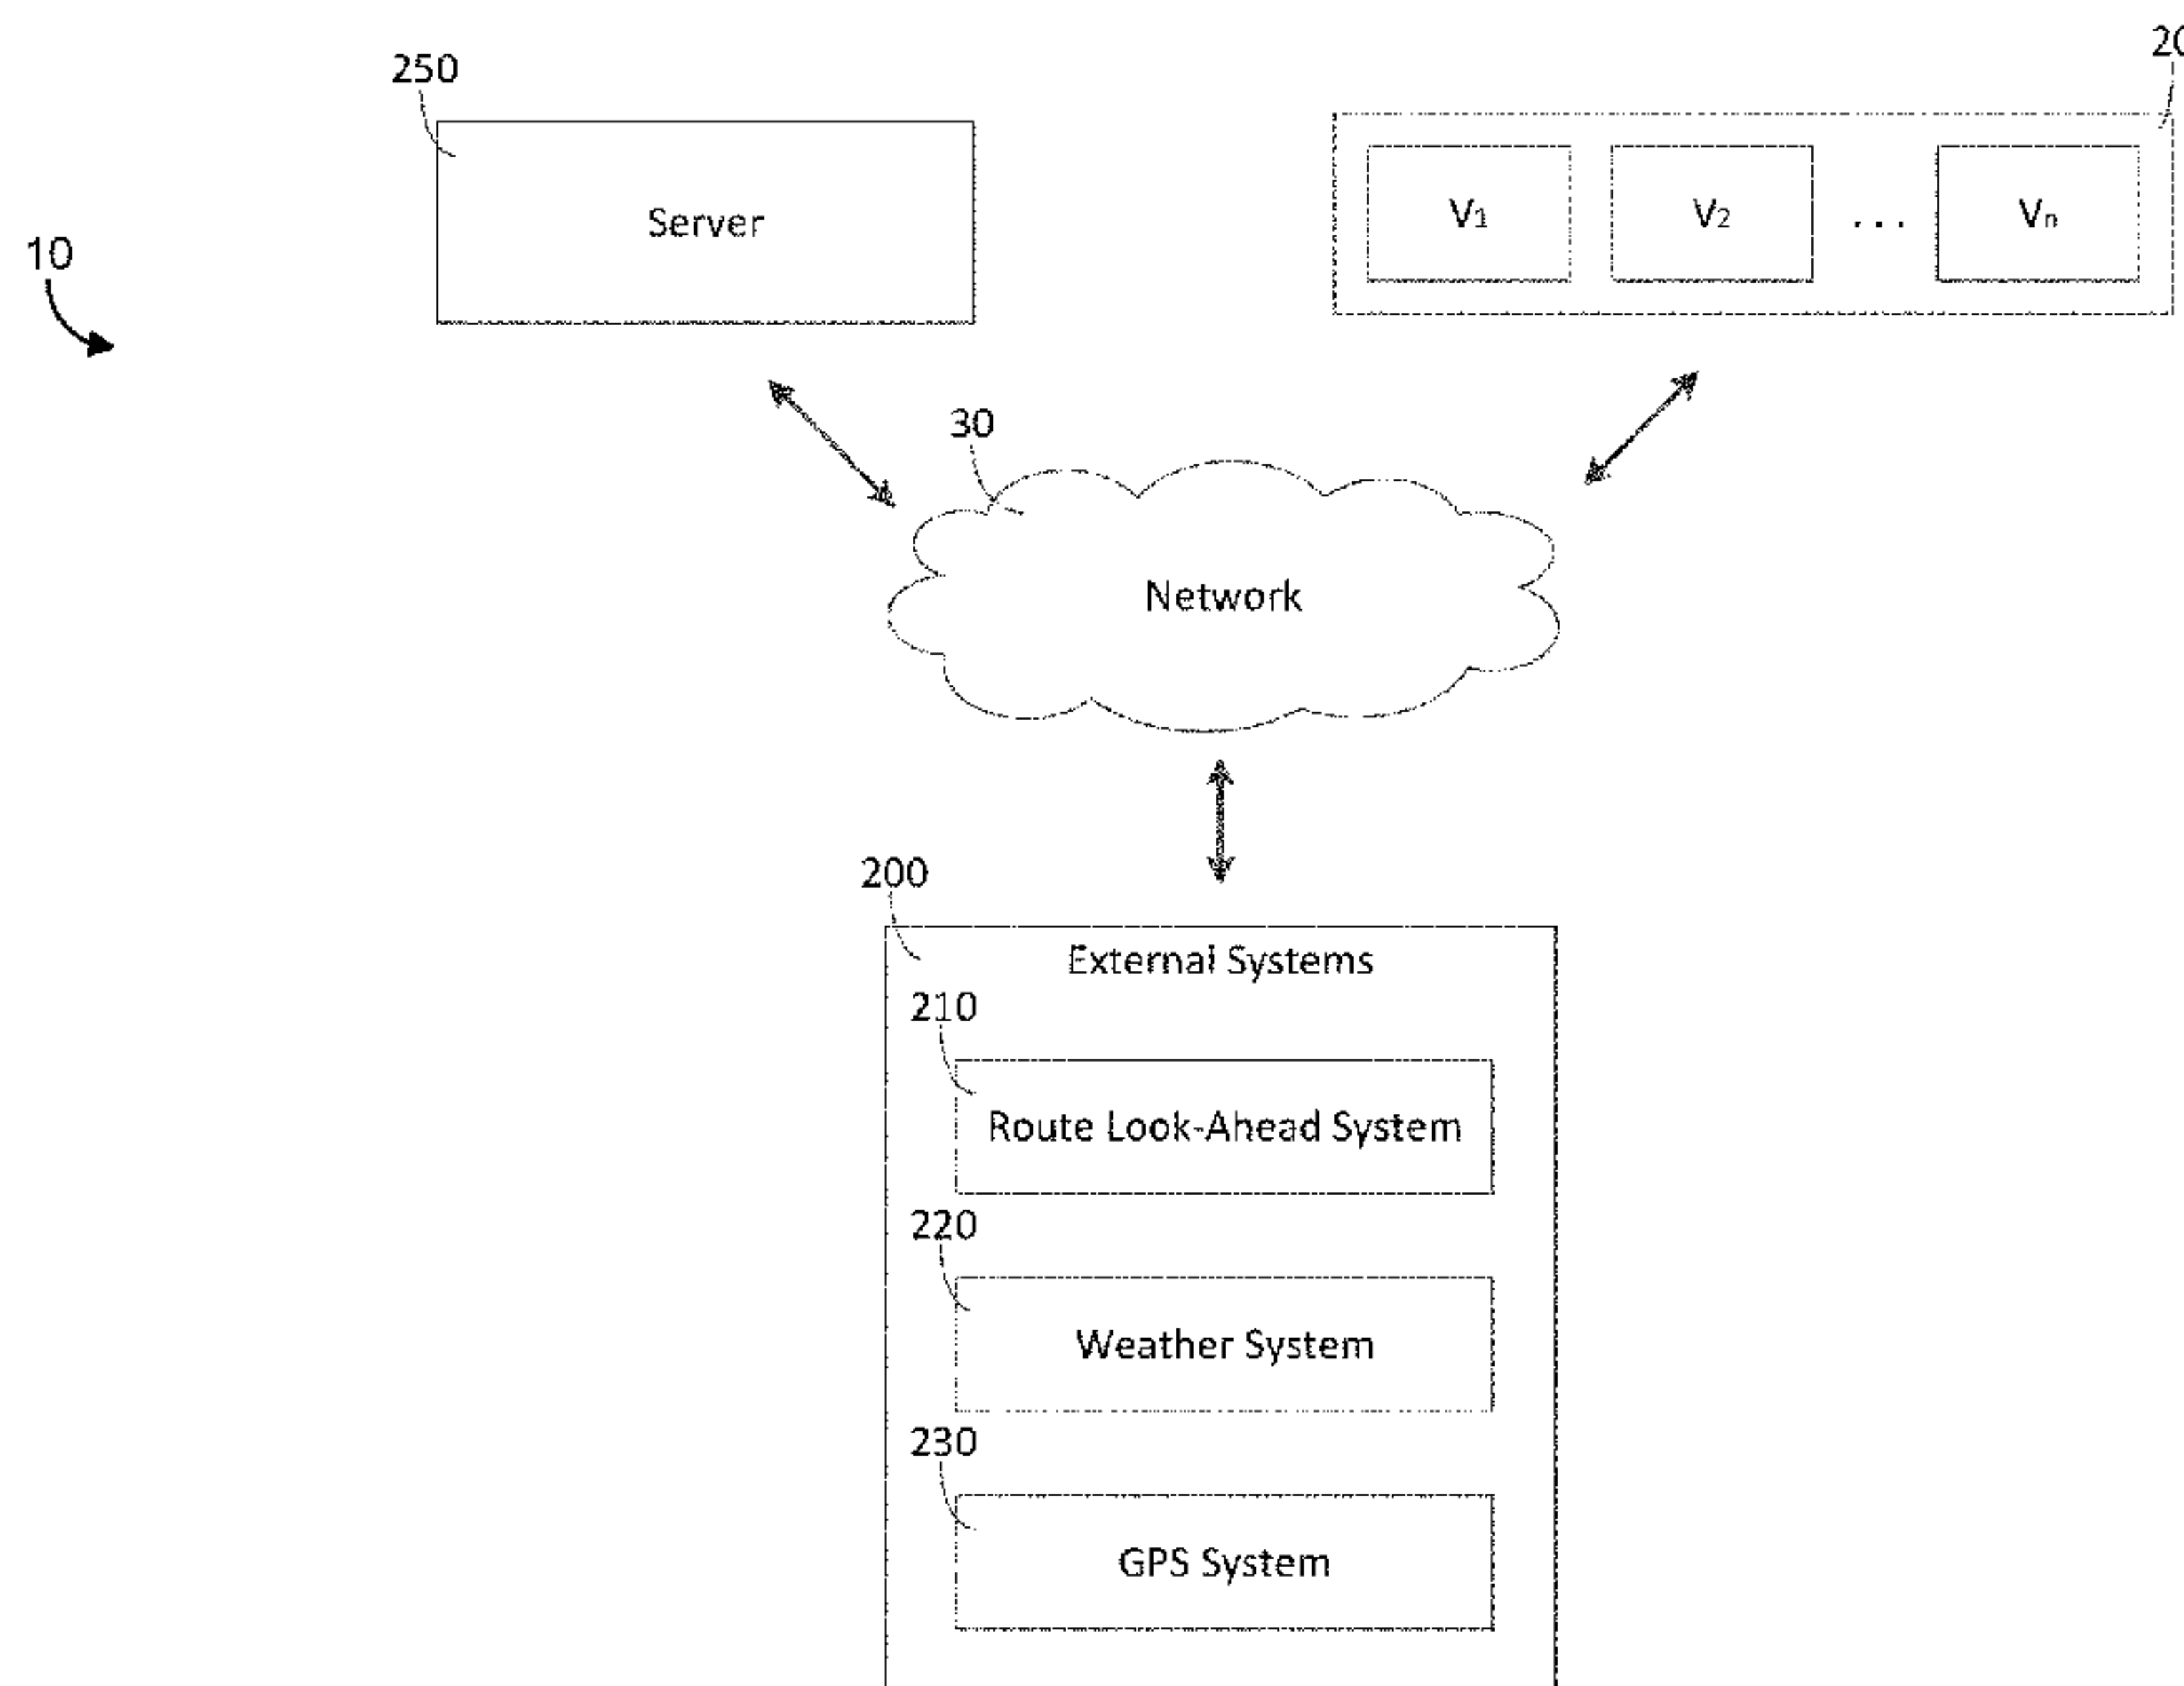 250
20
Server
V1
V2
...
Vn
10
30
Network
200
External Systems
210
Route Look-Ahead System
220
Weather System
230
GPS System